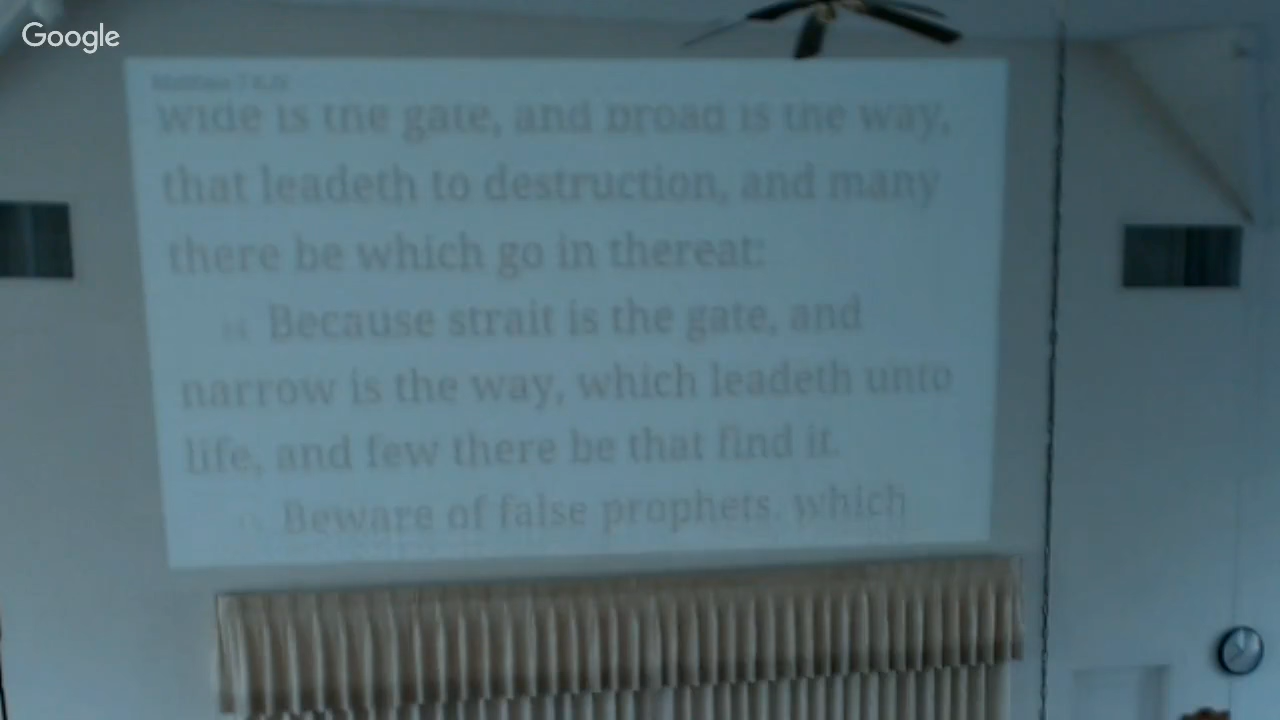 Google
wide is the gate, and broad is the way,
that leadeth to destruction, and many
there be which go in thereat:
Because strait is the gate, and
narrow is the way, which leadeth unto
life, and few there be that find it.
Beware of false prophets, which